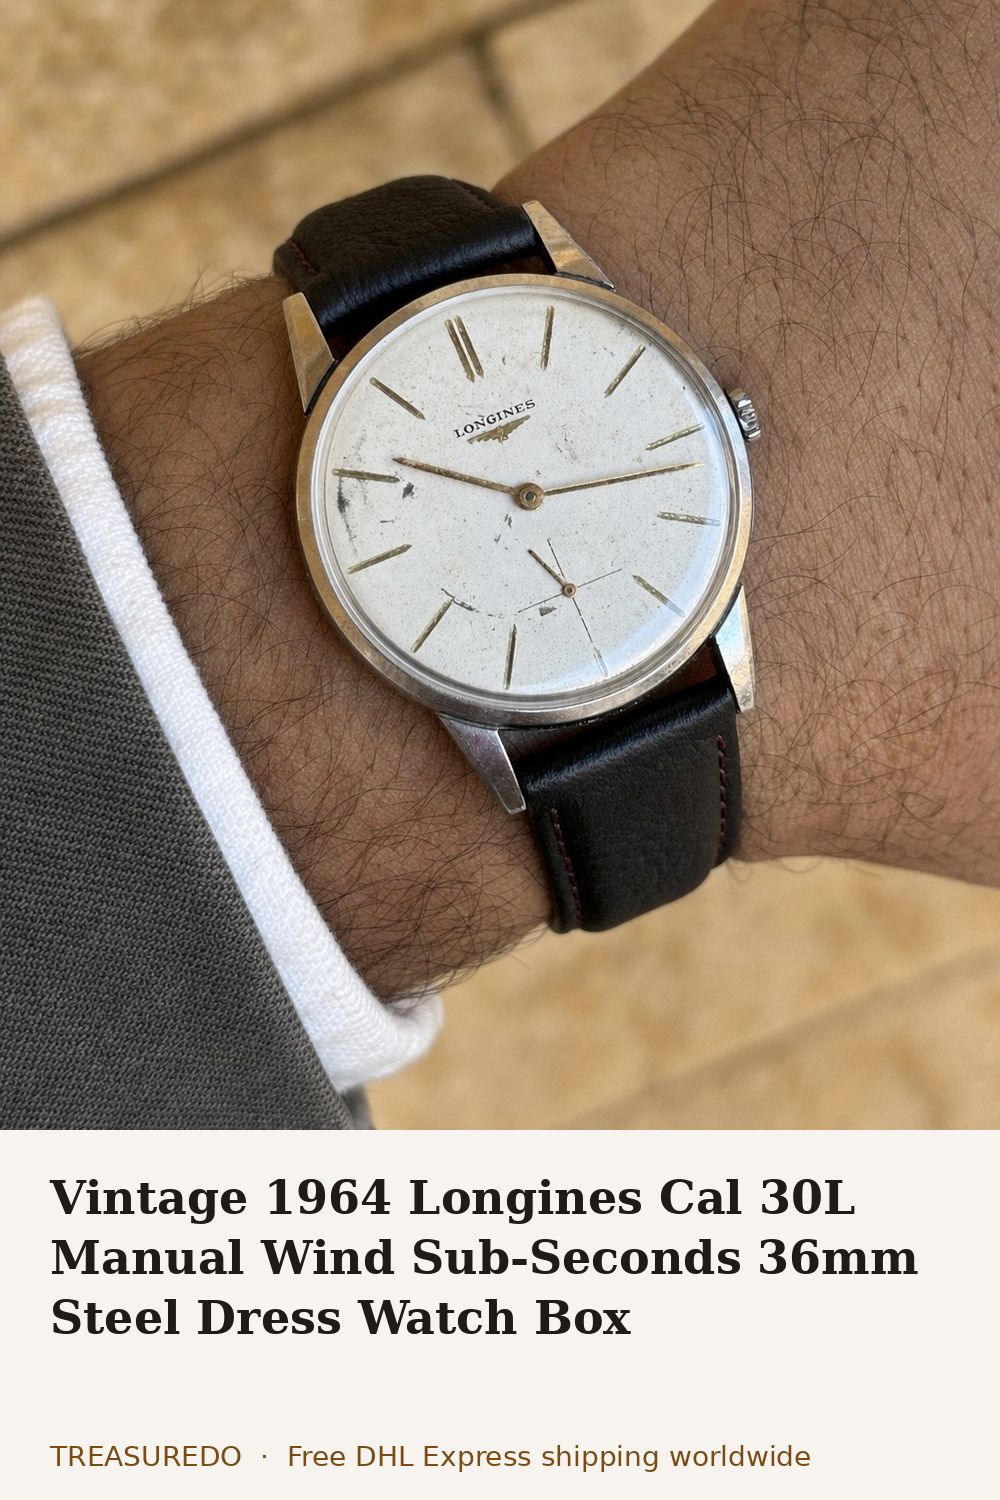 LONGINES
Vintage 1964 Longines Cal 30L
Manual Wind Sub-Seconds 36mm
Steel Dress Watch Box
TREASUREDO · Free DHL Express shipping worldwide